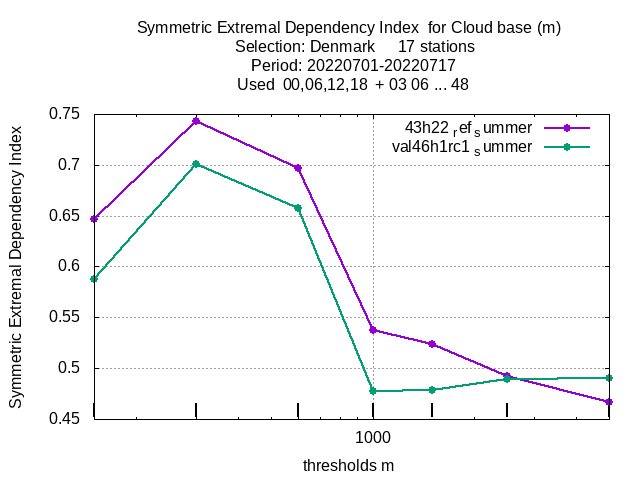 Symmetric Extremal Dependency Index for Cloud base (m)
Selection: Denmark 17 stations
Period: 20220701-20220717
Used 00,06,12,18 + 03 06 ... 48
43h22 ref summer
val46h1rc1 summer
0.75
0.7
0.65
0.6
0.55
0.5
0.45
Symmetric Extremal Dependency Index
1000
thresholds m